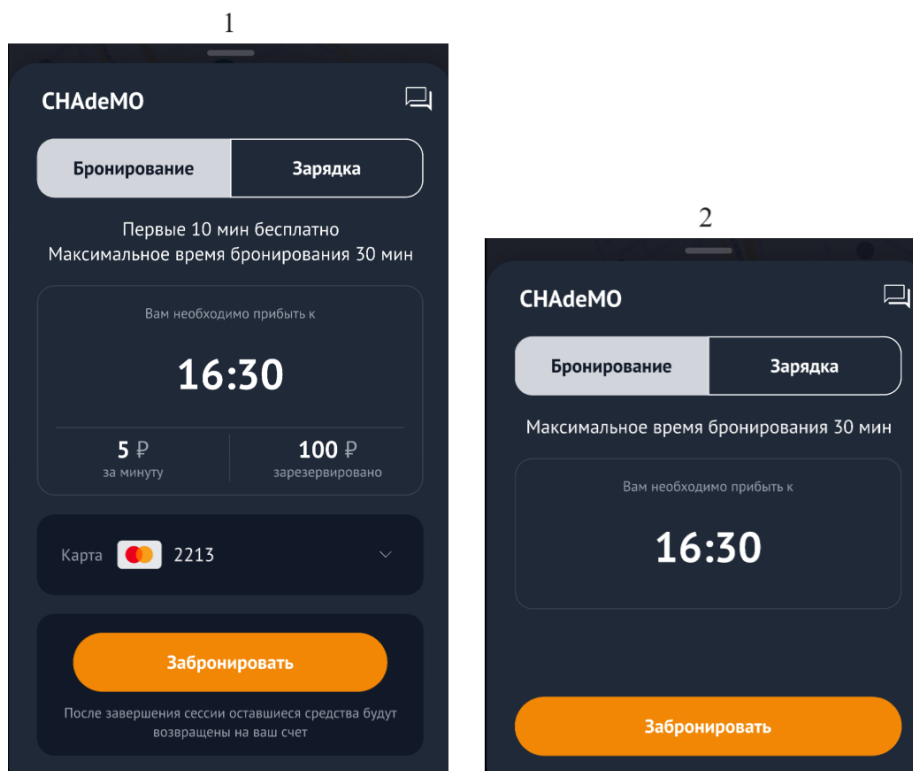 1
CHAdeMO
Бронирование Зарядка
Первые 10 мин бесплатно
Максимальное время бронирования 30 мин
Вам необходимо прибыть к
16:30
5 ₽ 100 ₽
за минуту зарезервировано
Карта 2213
Забронировать
После завершения сессии оставшиеся средства будут
возвращены на ваш счет
2
CHAdeMO
Бронирование Зарядка
Максимальное время бронирования 30 мин
Вам необходимо прибыть к
16:30
Забронировать